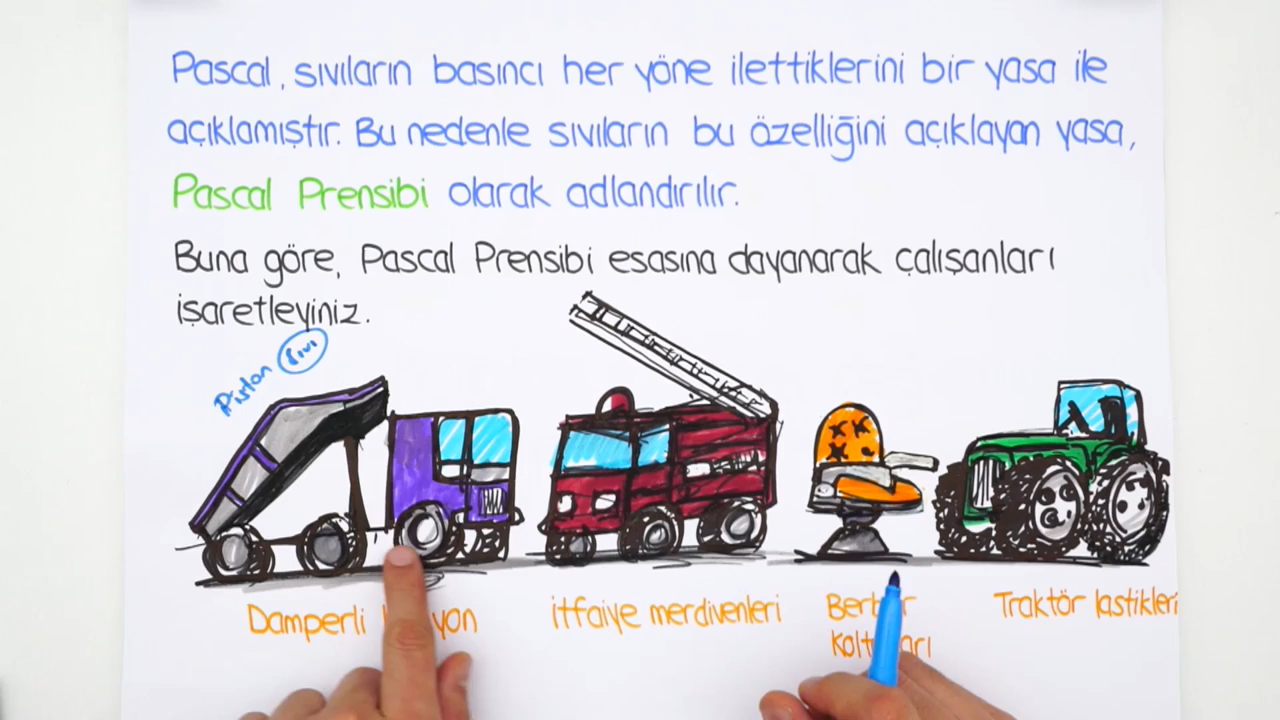 Pascal, sıvıların basıncı her yöne ilettiklerini bir yasa ile
açıklamıştır. Bu nedenle sıvıların bu özelliğini açıklayan yasa,
Pascal Prensibi olarak adlandırılır.
Buna göre, Pascal Prensibi esasına dayanarak çalışanları
işaretleyiniz.
Piston sıvı
Damperli
İtfaiye merdivenleri
Traktör lastikleri